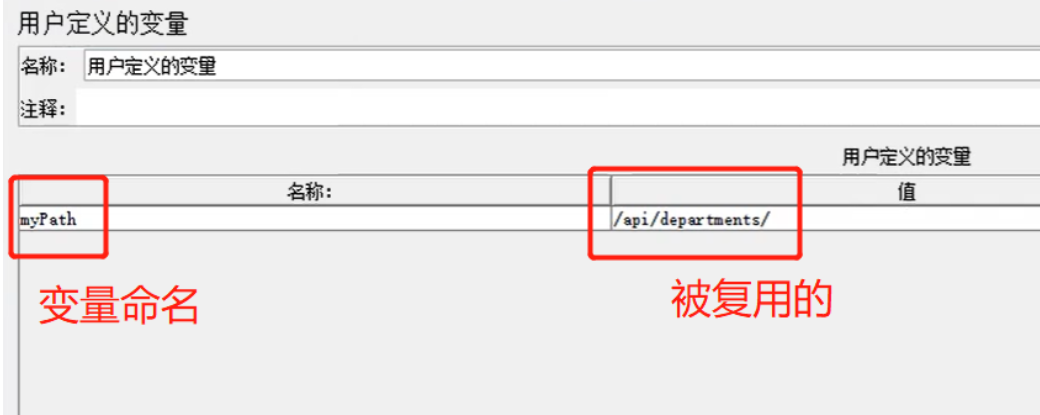 用户定义的变量
名称： 用户定义的变量
注释：
用户定义的变量
名称： 值
myPath /api/departments/
变量命名 被复用的